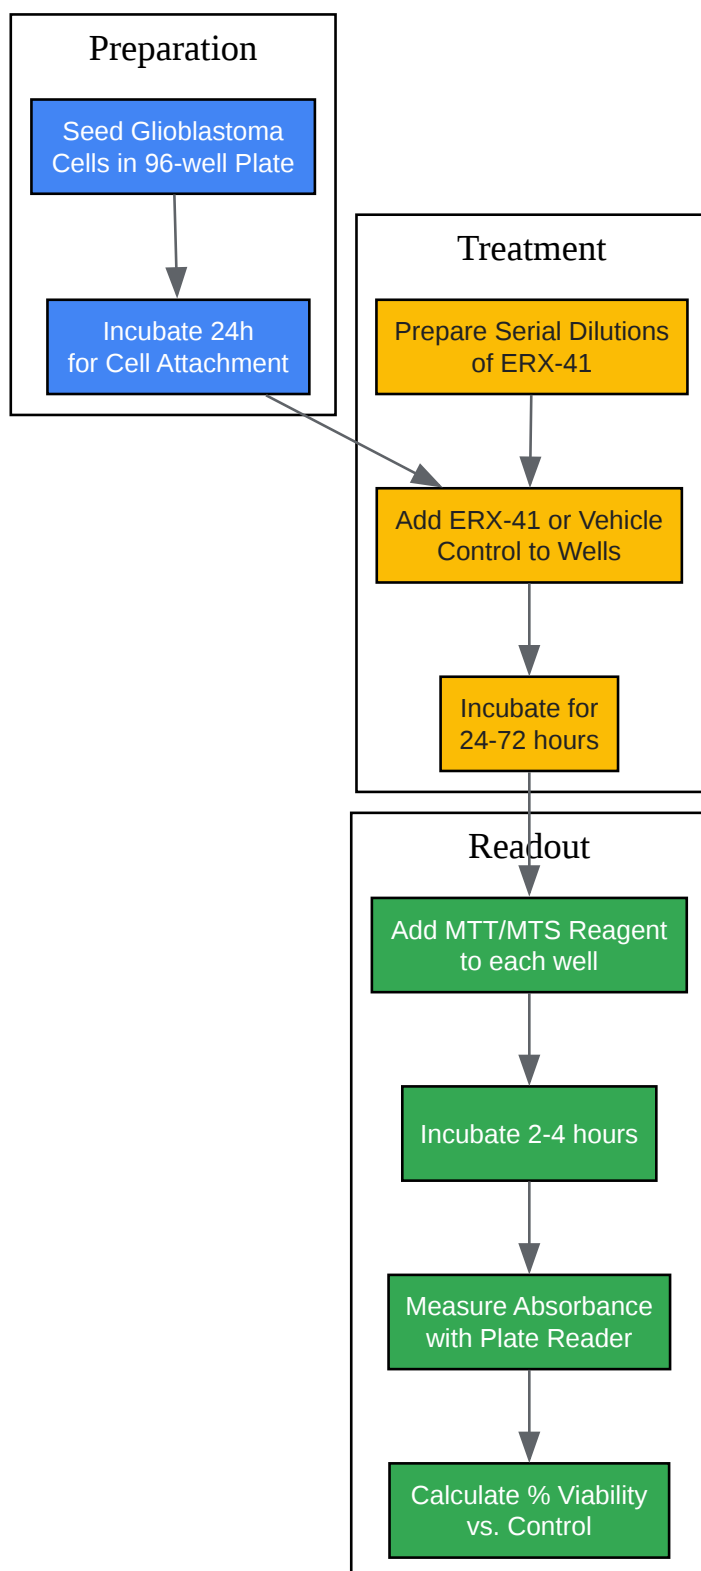 Preparation
Seed Glioblastoma
Cells in 96-well Plate
Incubate 24h
for Cell Attachment
Treatment
Prepare Serial Dilutions
of ERX-41
Add ERX-41 or Vehicle
Control to Wells
Incubate for
24-72 hours
Readout
Add MTT/MTS Reagent
to each well
Incubate 2-4 hours
Measure Absorbance
with Plate Reader
Calculate % Viability
vs. Control